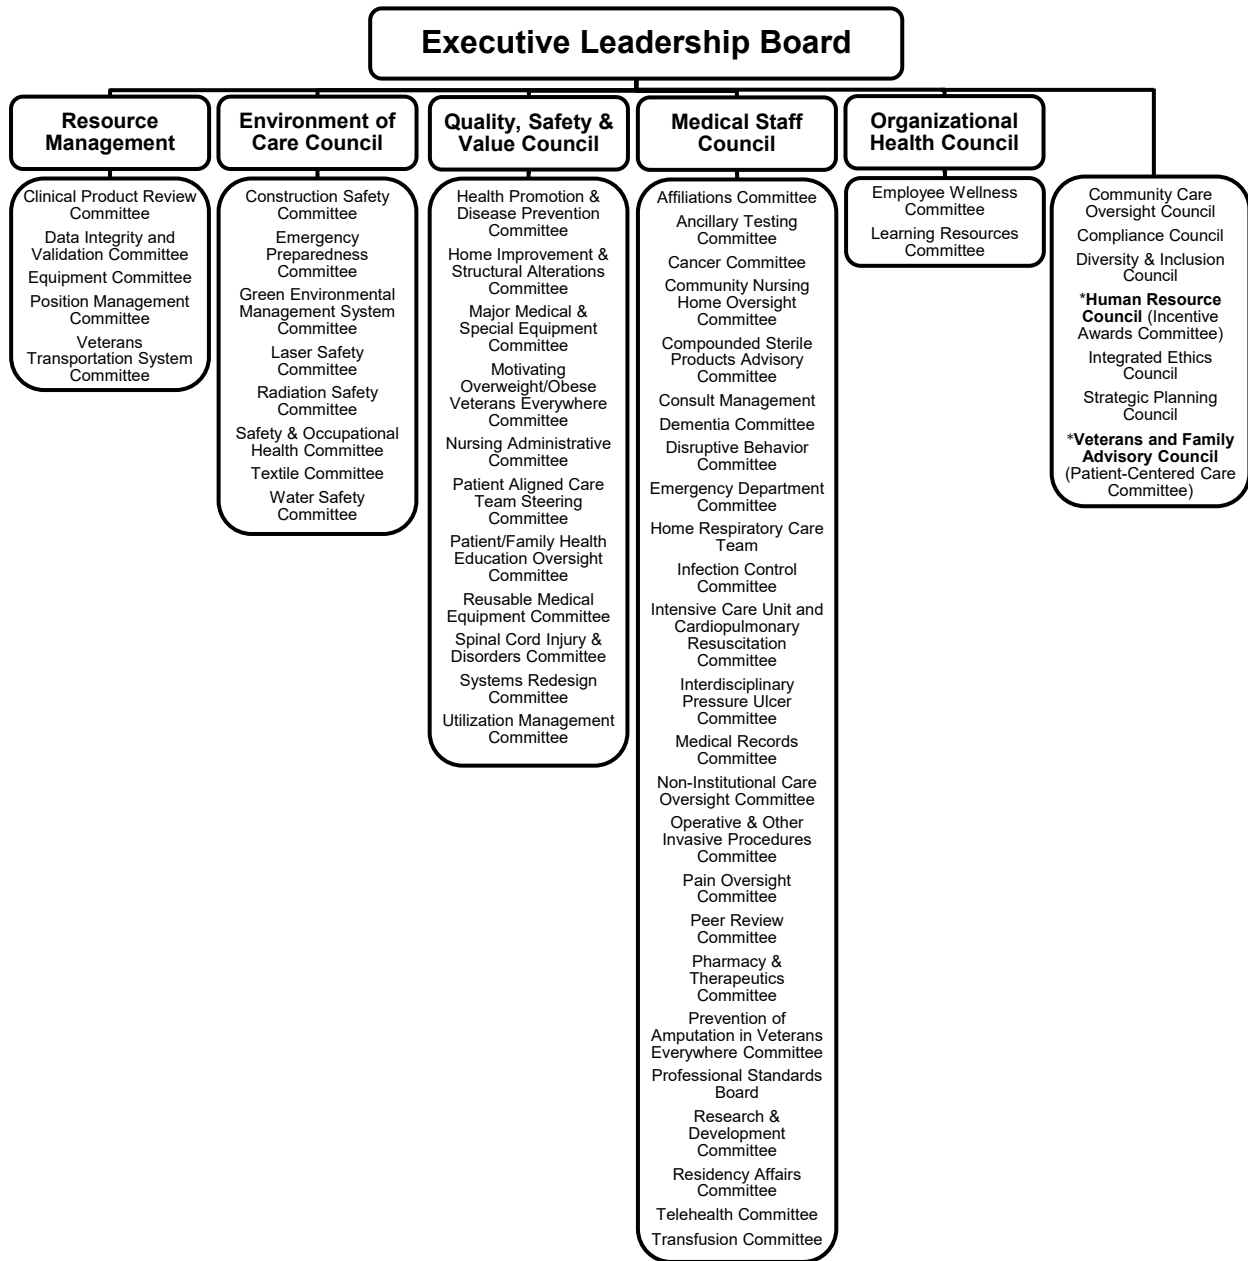 Executive Leadership Board
Resource
Management
Clinical Product Review
Committee
Data Integrity and
Validation Committee
Equipment Committee
Position Management
Committee
Veterans
Transportation System
Committee
Environment of
Care Council
Construction Safety
Committee
Emergency
Preparedness
Committee
Green Environmental
Management System
Committee
Laser Safety
Committee
Radiation Safety
Committee
Safety & Occupational
Health Committee
Textile Committee
Water Safety
Committee
Quality, Safety &
Value Council
Health Promotion &
Disease Prevention
Committee
Home Improvement &
Structural Alterations
Committee
Major Medical &
Special Equipment
Committee
Motivating
Overweight/Obese
Veterans Everywhere
Committee
Nursing Administrative
Committee
Patient Aligned Care
Team Steering
Committee
Patient/Family Health
Education Oversight
Committee
Reusable Medical
Equipment Committee
Spinal Cord Injury &
Disorders Committee
Systems Redesign
Committee
Utilization Management
Committee
Medical Staff
Council
Affiliations Committee
Ancillary Testing
Committee
Cancer Committee
Community Nursing
Home Oversight
Committee
Compounded Sterile
Products Advisory
Committee
Consult Management
Dementia Committee
Disruptive Behavior
Committee
Emergency Department
Committee
Home Respiratory Care
Team
Infection Control
Committee
Intensive Care Unit and
Cardiopulmonary
Resuscitation
Committee
Interdisciplinary
Pressure Ulcer
Committee
Medical Records
Committee
Non-Institutional Care
Oversight Committee
Operative & Other
Invasive Procedures
Committee
Pain Oversight
Committee
Peer Review
Committee
Pharmacy &
Therapeutics
Committee
Prevention of
Amputation in Veterans
Everywhere Committee
Professional Standards
Board
Research &
Development
Committee
Residency Affairs
Committee
Telehealth Committee
Transfusion Committee
Organizational
Health Council
Employee Wellness
Committee
Learning Resources
Committee
Community Care
Oversight Council
Compliance Council
Diversity & Inclusion
Council
*Human Resource
Council (Incentive
Awards Committee)
Integrated Ethics
Council
Strategic Planning
Council
*Veterans and Family
Advisory Council
(Patient-Centered Care
Committee)